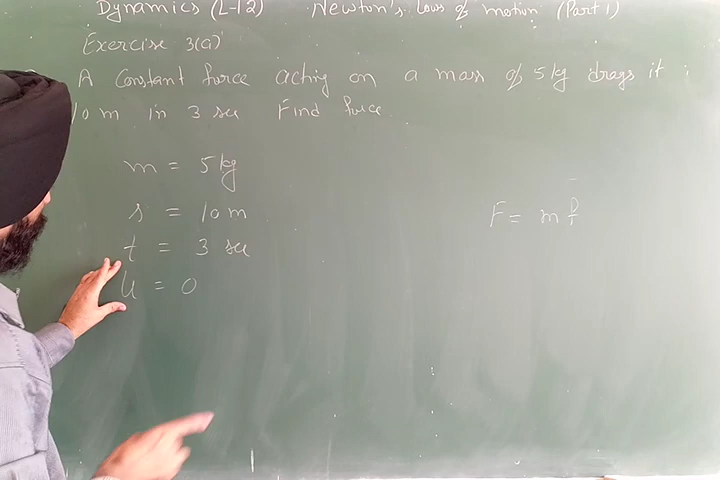 Dynamics (L-12) Newton's laws of motion (Part 1)
Exercise 3(a)
A Constant force acting on a mass of 5 kg drags it
10 m in 3 sec Find force
m = 5 kg
s = 10 m
F = m f
t = 3 sec
u = 0